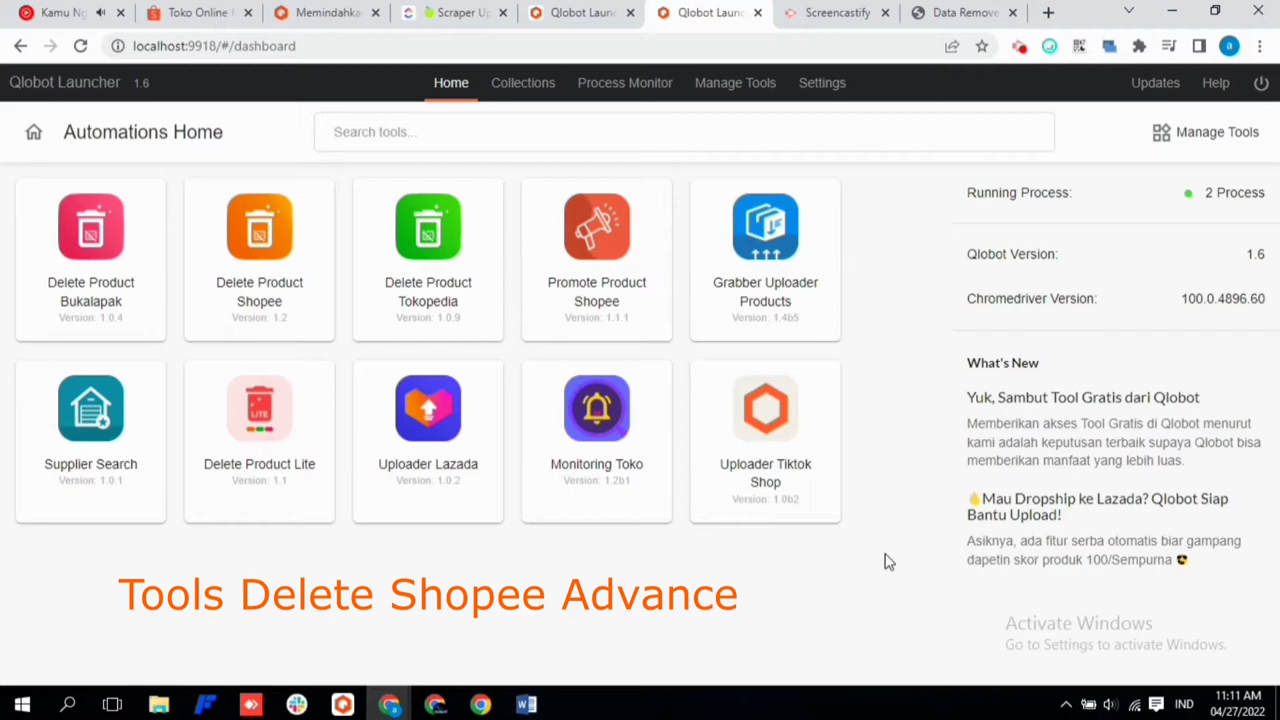 Kamu Ng
Toko Online
Memindahka
Scraper Up
Qlobot Laun
Qlobot Launc
Screencastify
Data Remove
localhost:9918/#/dashboard
Qlobot Launcher 1.6
Home Collections Process Monitor Manage Tools Settings
Updates Help
Automations Home
Search tools...
Manage Tools
Delete Product
Bukalapak
Version: 1.0.4
Delete Product
Shopee
Version: 1.2
Delete Product
Tokopedia
Version: 1.0.9
Promote Product
Shopee
Version: 1.1.1
Grabber Uploader
Products
Version: 1.4b5
Supplier Search
Version: 1.0.1
LITE
Delete Product Lite
Version: 1.1
Uploader Lazada
Version: 1.0.2
Monitoring Toko
Version: 1.2b1
Uploader Tiktok
Shop
Version: 1.0b2
Running Process: 2 Process
Qlobot Version: 1.6
Chromedriver Version: 100.0.4896.60
What's New
Yuk, Sambut Tool Gratis dari Qlobot
Memberikan akses Tool Gratis di Qlobot menurut
kami adalah keputusan terbaik supaya Qlobot bisa
memberikan manfaat yang lebih luas.
Mau Dropship ke Lazada? Qlobot Siap
Bantu Upload!
Asiknya, ada fitur serba otomatis biar gampang
dapetin skor produk 100/Sempurna 😎
Tools Delete Shopee Advance
Activate Windows
Go to Settings to activate Windows.
IND
11:11 AM
04/27/2022